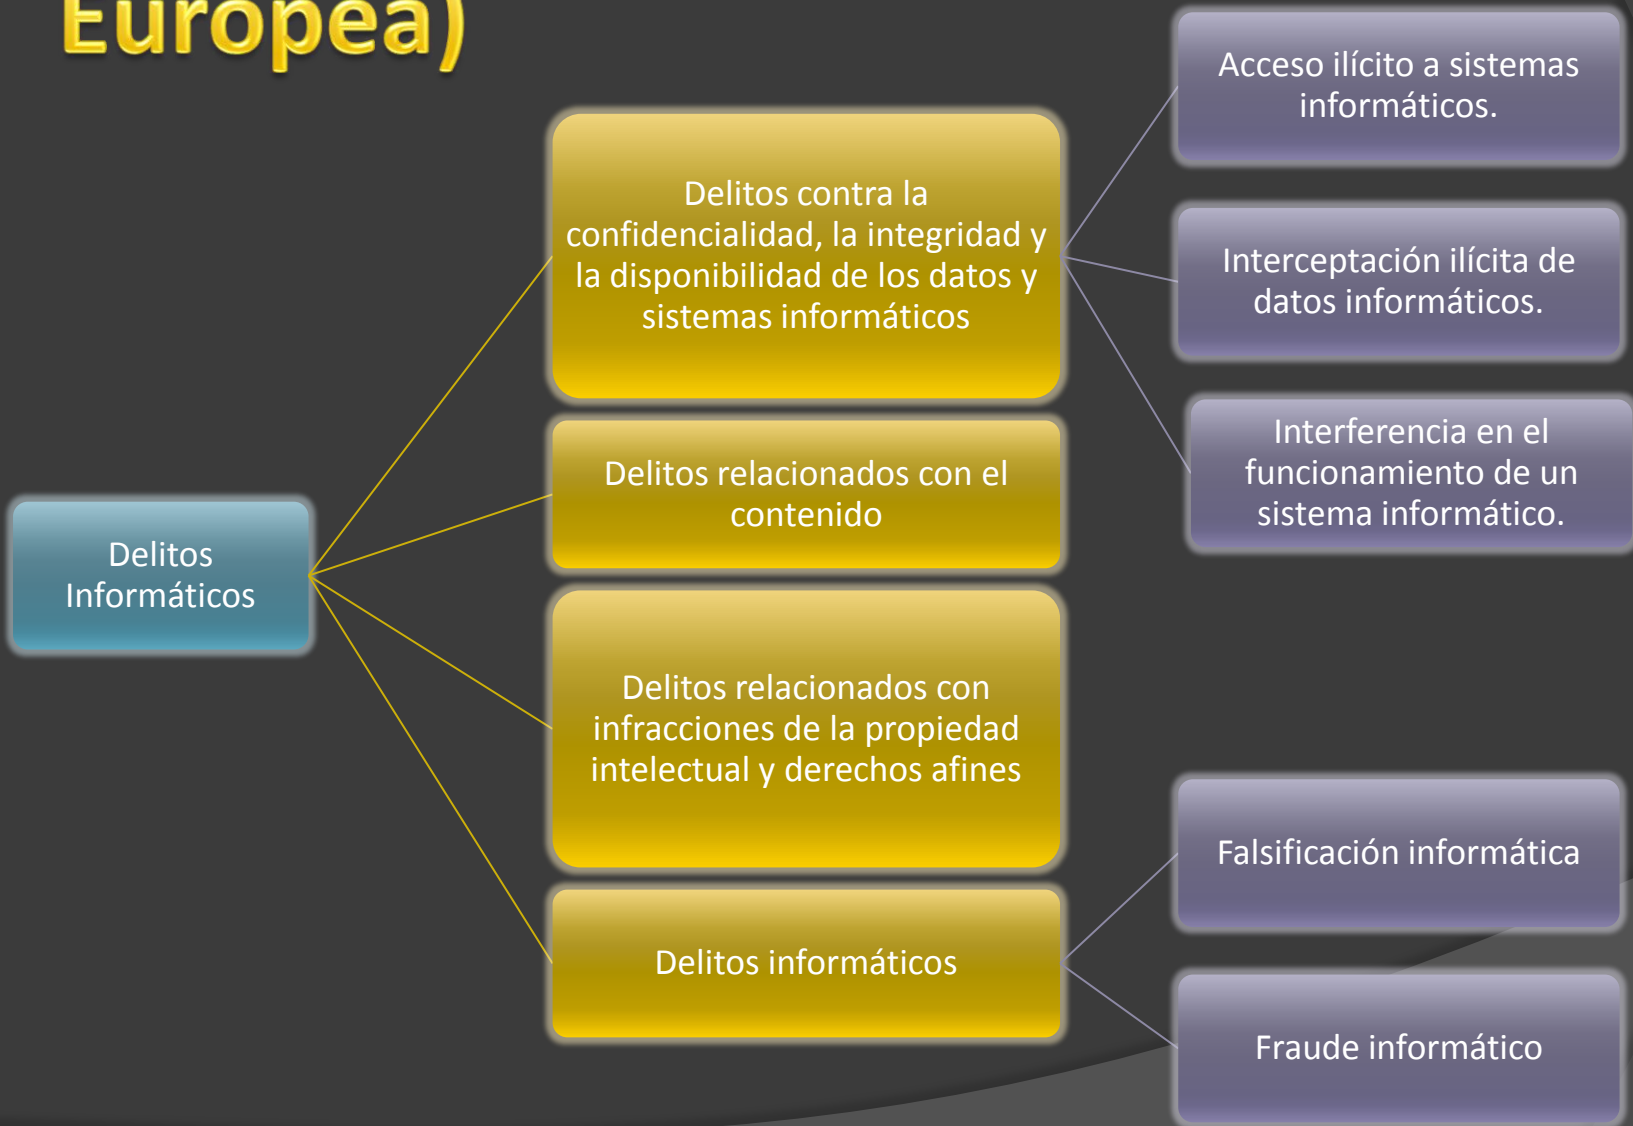 Europea)
Delitos
Informáticos
Delitos contra la
confidencialidad, la integridad y
la disponibilidad de los datos y
sistemas informáticos
Acceso ilícito a sistemas
informáticos.
Interceptación ilícita de
datos informáticos.
Interferencia en el
funcionamiento de un
sistema informático.
Delitos relacionados con el
contenido
Delitos relacionados con
infracciones de la propiedad
intelectual y derechos afines
Delitos informáticos
Falsificación informática
Fraude informático